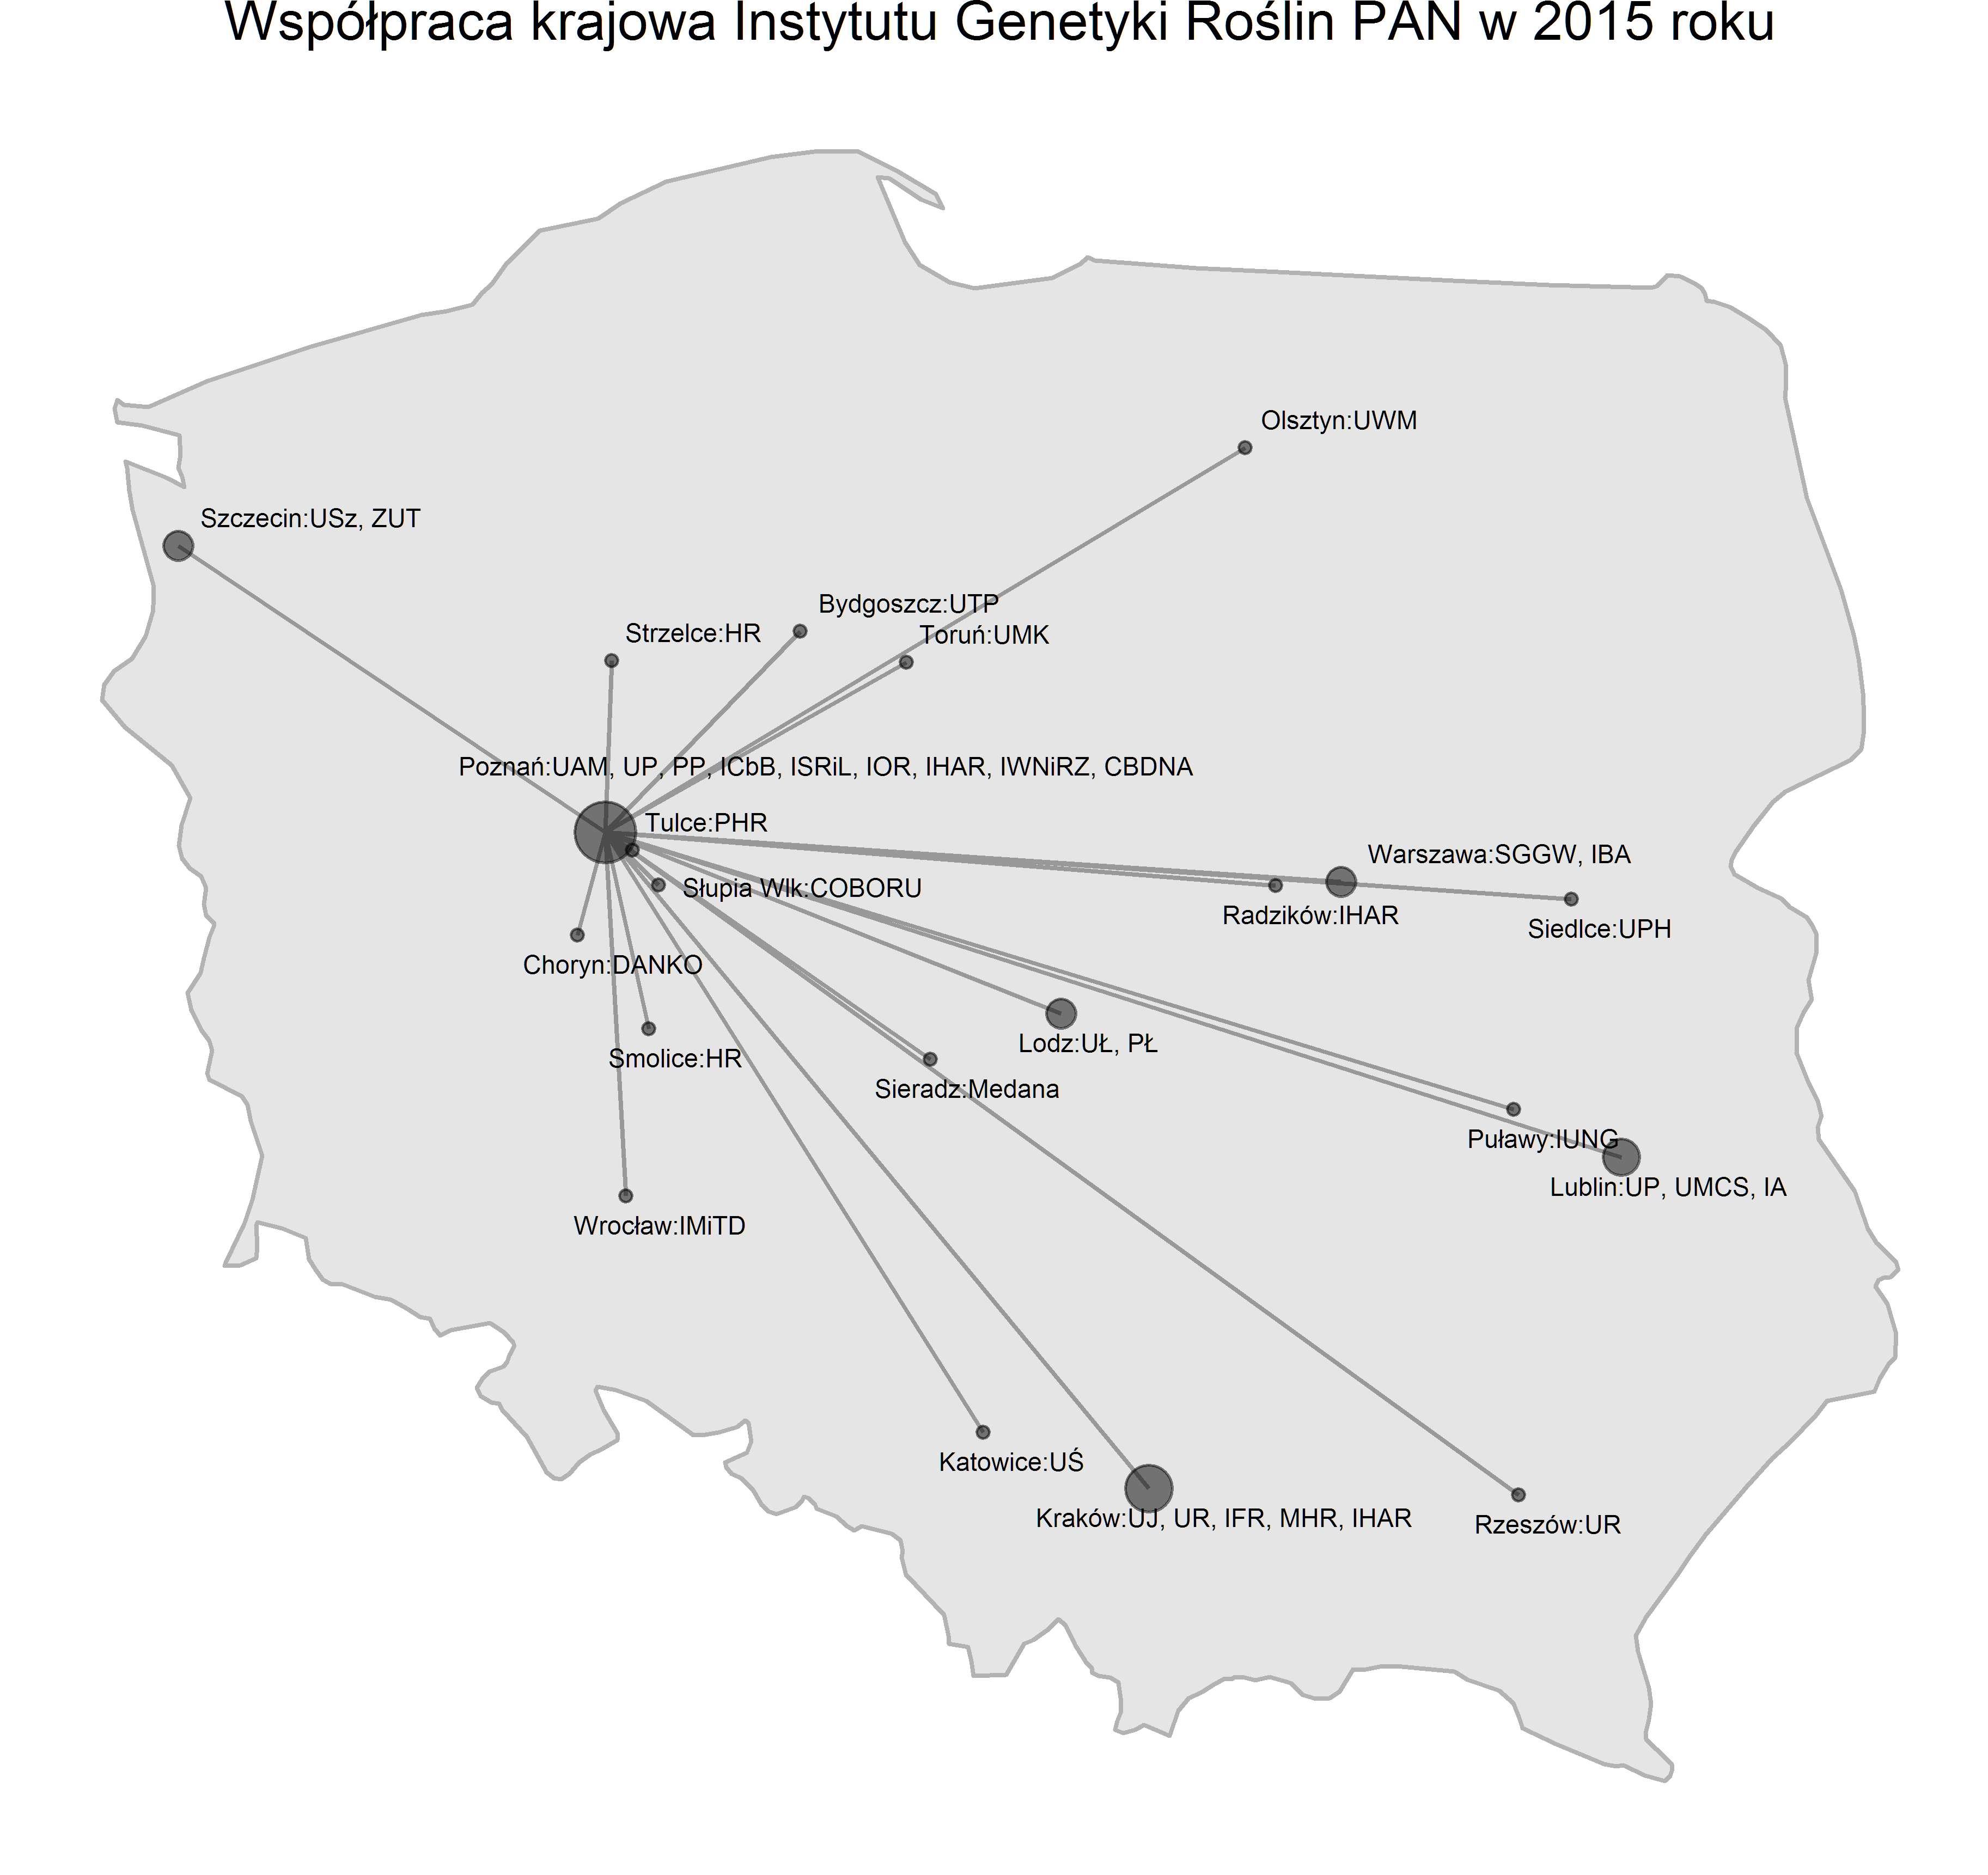 Współpraca krajowa Instytutu Genetyki Roślin PAN w 2015 roku
Olsztyn:UWM
Szczecin:USz, ZUT
Bydgoszcz:UTP
Strzelce:HR
Toruń:UMK
Poznań:UAM, UP, PP, ICbB, ISRiL, IOR, IHAR, IWNiRZ, CBDNA
Tulce:PHR
Warszawa:SGGW, IBA
Słupia Wlk:COBORU
Radzików:IHAR
Siedlce:UPH
Choryn:DANKO
Lodz:UŁ, PŁ
Smolice:HR
Sieradz:Medana
Puławy:IUNG
Lublin:UP, UMCS, IA
Wrocław:IMiTD
Katowice:UŚ
Kraków:UJ, UR, IFR, MHR, IHAR
Rzeszów:UR